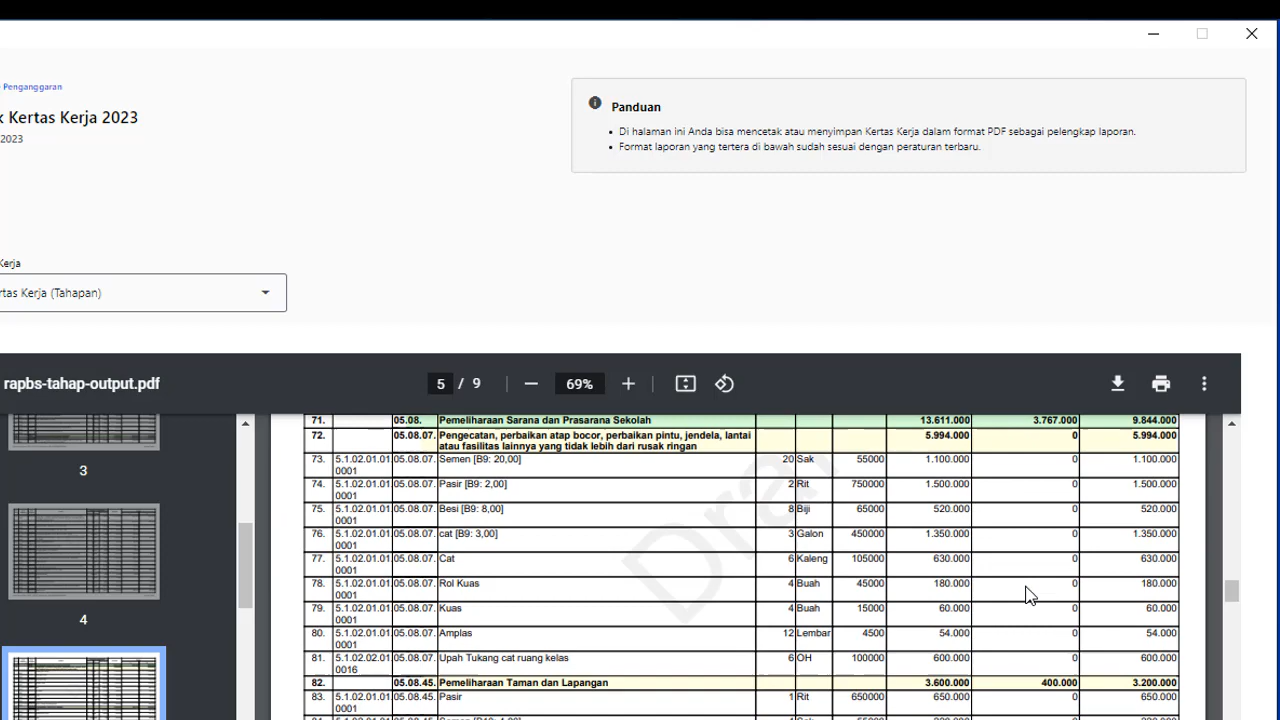 Penganggaran
Kertas Kerja 2023
2023
Panduan
• Di halaman ini Anda bisa mencetak atau menyimpan Kertas Kerja dalam format PDF sebagai pelengkap laporan.
• Format laporan yang tertera di bawah sudah sesuai dengan peraturan terbaru.
Kerja
rtas Kerja (Tahapan)
rapbs-tahap-output.pdf 5 / 9 69%
3
4
71. 05.08. Pemeliharaan Sarana dan Prasarana Sekolah 13.611.000 3.767.000 9.844.000
72. 05.08.07. Pengecatan, perbaikan atap bocor, perbaikan pintu, jendela, lantai 5.994.000 0 5.994.000
atau fasilitas lainnya yang tidak lebih dari rusak ringan
73. 5.1.02.01.01. 05.08.07. Semen [B9: 20,00] 20 Sak 55000 1.100.000 0 1.100.000
0001
74. 5.1.02.01.01. 05.08.07. Pasir [B9: 2,00] 2 Rit 750000 1.500.000 0 1.500.000
0001
75. 5.1.02.01.01. 05.08.07. Besi [B9: 8,00] 8 Biji 65000 520.000 0 520.000
0001
76. 5.1.02.01.01. 05.08.07. cat [B9: 3,00] 3 Galon 450000 1.350.000 0 1.350.000
0001
77. 5.1.02.01.01. 05.08.07. Cat 6 Kaleng 105000 630.000 0 630.000
0001
78. 5.1.02.01.01. 05.08.07. Rol Kuas 4 Buah 45000 180.000 0 180.000
0001
79. 5.1.02.01.01. 05.08.07. Kuas 4 Buah 15000 60.000 0 60.000
0001
80. 5.1.02.01.01. 05.08.07. Amplas 12 Lembar 4500 54.000 0 54.000
0001
81. 5.1.02.02.01. 05.08.07. Upah Tukang cat ruang kelas 6 OH 100000 600.000 0 600.000
0016
82. 05.08.45. Pemeliharaan Taman dan Lapangan 3.600.000 400.000 3.200.000
83. 5.1.02.01.01. 05.08.45. Pasir 1 Rit 650000 650.000 0 650.000
0001
Draf